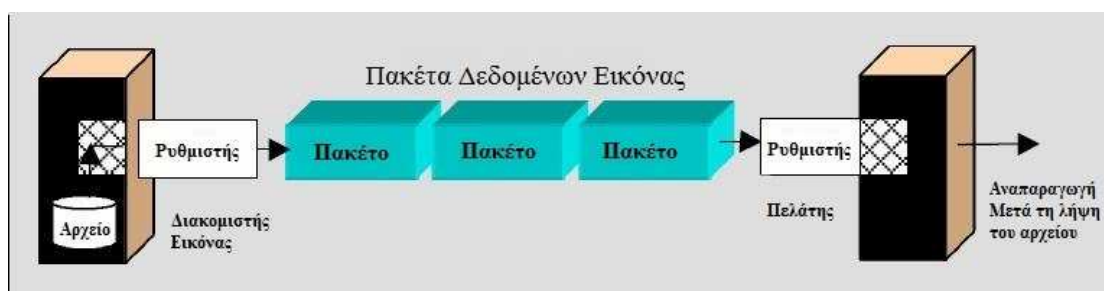 Πακέτα Δεδομένων Εικόνας
Ρυθμιστής
Πακέτο
Πακέτο
Πακέτο
Ρυθμιστής
Αρχείο
Διακομιστής
Εικόνας
Πελάτης
Αναπαραγωγή
Μετά τη λήψη
του αρχείου